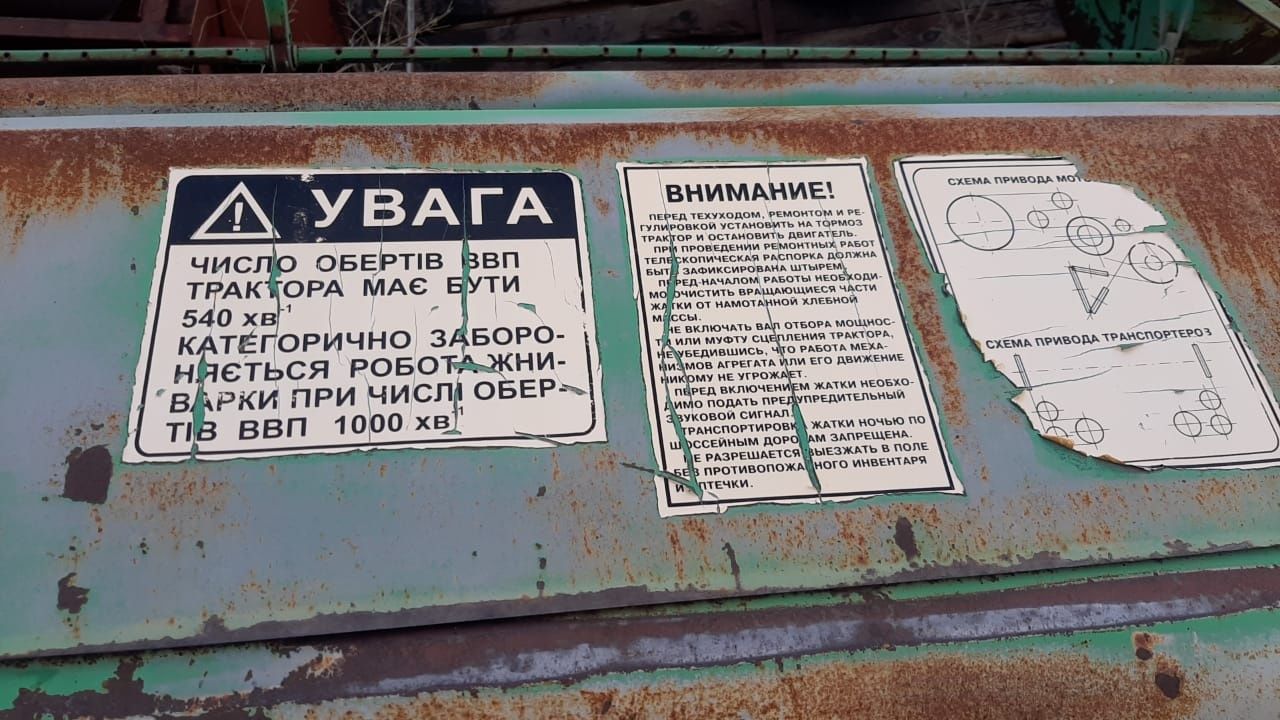 УВАГА
ЧИСЛО ОБЕРТІВ ВВП
ТРАКТОРА МАЄ БУТИ
540 хв⁻¹
КАТЕГОРИЧНО ЗАБОРО-
НЯЄТЬСЯ РОБОТА ЖНИ-
ВАРКИ ПРИ ЧИСЛІ ОБЕР-
ТІВ ВВП 1000 хв⁻¹
ВНИМАНИЕ!
ПЕРЕД ТЕХУХОДОМ, РЕМОНТОМ И РЕ-
ГУЛИРОВКОЙ УСТАНОВИТЬ НА ТОРМОЗ
ТРАКТОР И ОСТАНОВИТЬ ДВИГАТЕЛЬ.
ПРИ ПРОВЕДЕНИИ РЕМОНТНЫХ РАБОТ
ТЕЛЕСКОПИЧЕСКАЯ РАСПОРКА ДОЛЖНА
БЫТЬ ЗАФИКСИРОВАНА ШТЫРЕМ
ПЕРЕД НАЧАЛОМ РАБОТЫ НЕОБХОДИ-
МО ОЧИСТИТЬ ВРАЩАЮЩИЕСЯ ЧАСТИ
ЖАТКИ ОТ НАМОТАННОЙ ХЛЕБНОЙ
МАССЫ.
НЕ ВКЛЮЧАТЬ ВАЛ ОТБОРА МОЩНОС-
ТИ ИЛИ МУФТУ СЦЕПЛЕНИЯ ТРАКТОРА,
НЕ УБЕДИВШИСЬ, ЧТО РАБОТА МЕХА-
НИЗМОВ АГРЕГАТА ИЛИ ЕГО ДВИЖЕНИЕ
НИКОМУ НЕ УГРОЖАЕТ.
ПЕРЕД ВКЛЮЧЕНИЕМ ЖАТКИ НЕОБХО-
ДИМО ПОДАТЬ ПРЕДУПРЕДИТЕЛЬНЫЙ
ЗВУКОВОЙ СИГНАЛ.
ТРАНСПОРТИРОВКА ЖАТКИ НОЧЬЮ ПО
ШОССЕЙНЫМ ДОРОГАМ ЗАПРЕЩЕНА.
НЕ РАЗРЕШАЕТСЯ ВЫЕЗЖАТЬ В ПОЛЕ
БЕЗ ПРОТИВОПОЖАРНОГО ИНВЕНТАРЯ
И АПТЕЧКИ.
СХЕМА ПРИВОДА МОТ
СХЕМА ПРИВОДА ТРАНСПОРТЕРОЗ